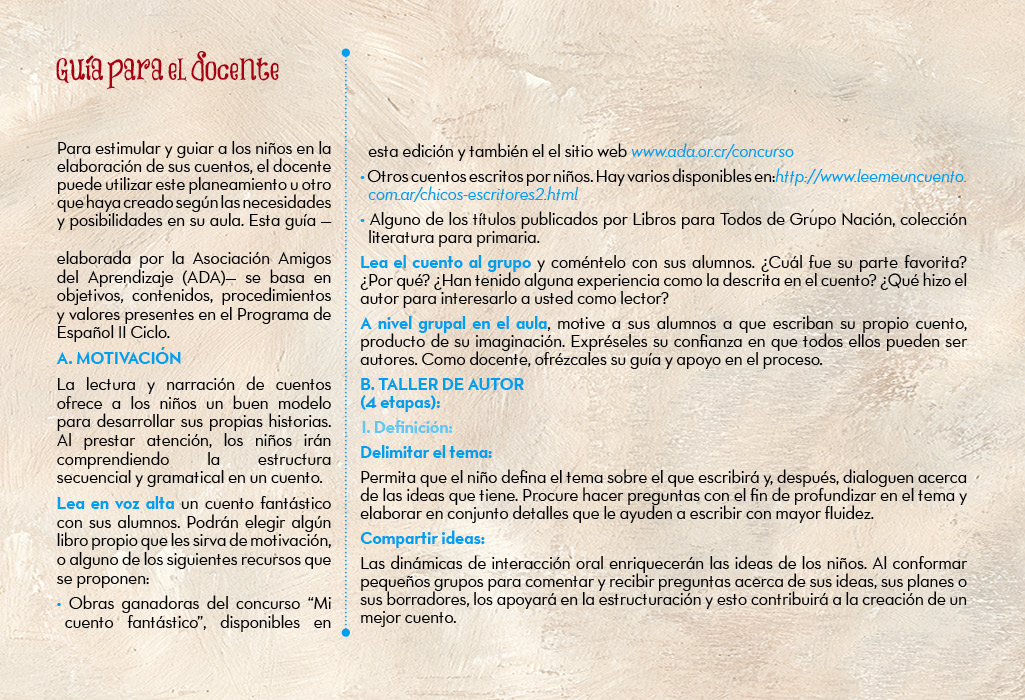 Guía para el docente
Para estimular y guiar a los niños en la
elaboración de sus cuentos, el docente
puede utilizar este planeamiento u otro
que haya creado según las necesidades
y posibilidades en su aula. Esta guía —
elaborada por la Asociación Amigos
del Aprendizaje (ADA)— se basa en
objetivos, contenidos, procedimientos
y valores presentes en el Programa de
Español II Ciclo.
A. MOTIVACIÓN
La lectura y narración de cuentos
ofrece a los niños un buen modelo
para desarrollar sus propias historias.
Al prestar atención, los niños irán
comprendiendo la estructura
secuencial y gramatical en un cuento.
Lea en voz alta un cuento fantástico
con sus alumnos. Podrán elegir algún
libro propio que les sirva de motivación,
o alguno de los siguientes recursos que
se proponen:
• Obras ganadoras del concurso “Mi
cuento fantástico”, disponibles en
esta edición y también el el sitio web www.ada.or.cr/concurso
• Otros cuentos escritos por niños. Hay varios disponibles en:http://www.leemeuncuento.
com.ar/chicos-escritores2.html
• Alguno de los títulos publicados por Libros para Todos de Grupo Nación, colección
literatura para primaria.
Lea el cuento al grupo y coméntelo con sus alumnos. ¿Cuál fue su parte favorita?
¿Por qué? ¿Han tenido alguna experiencia como la descrita en el cuento? ¿Qué hizo el
autor para interesarlo a usted como lector?
A nivel grupal en el aula, motive a sus alumnos a que escriban su propio cuento,
producto de su imaginación. Expréseles su confianza en que todos ellos pueden ser
autores. Como docente, ofrézcales su guía y apoyo en el proceso.
B. TALLER DE AUTOR
(4 etapas):
I. Definición:
Delimitar el tema:
Permita que el niño defina el tema sobre el que escribirá y, después, dialoguen acerca
de las ideas que tiene. Procure hacer preguntas con el fin de profundizar en el tema y
elaborar en conjunto detalles que le ayuden a escribir con mayor fluidez.
Compartir ideas:
Las dinámicas de interacción oral enriquecerán las ideas de los niños. Al conformar
pequeños grupos para comentar y recibir preguntas acerca de sus ideas, sus planes o
sus borradores, los apoyará en la estructuración y esto contribuirá a la creación de un
mejor cuento.